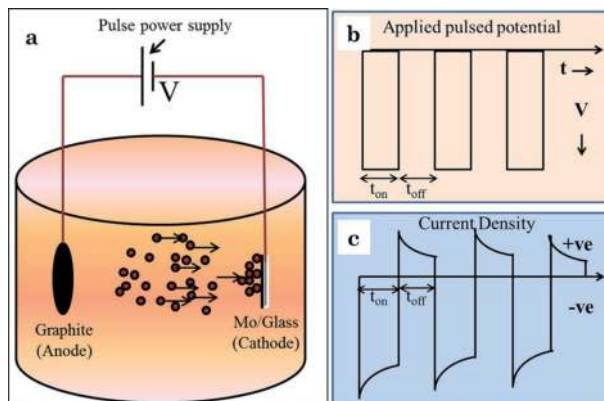 a
Pulse power supply
V
Graphite
(Anode)
Mo/Glass
(Cathode)
b
Applied pulsed potential
t
V
ton
toff
c
Current Density
+ve
ton
toff
-ve